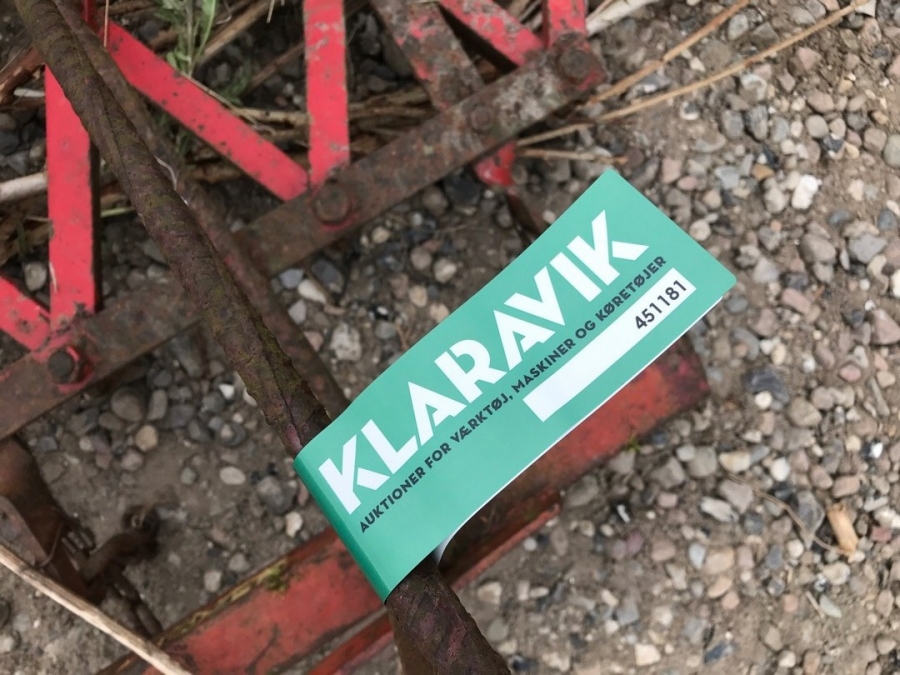 KLARAVIK
AUKTIONER FOR VÆRKTØJ, MASKINER OG KØRETØJER
451181